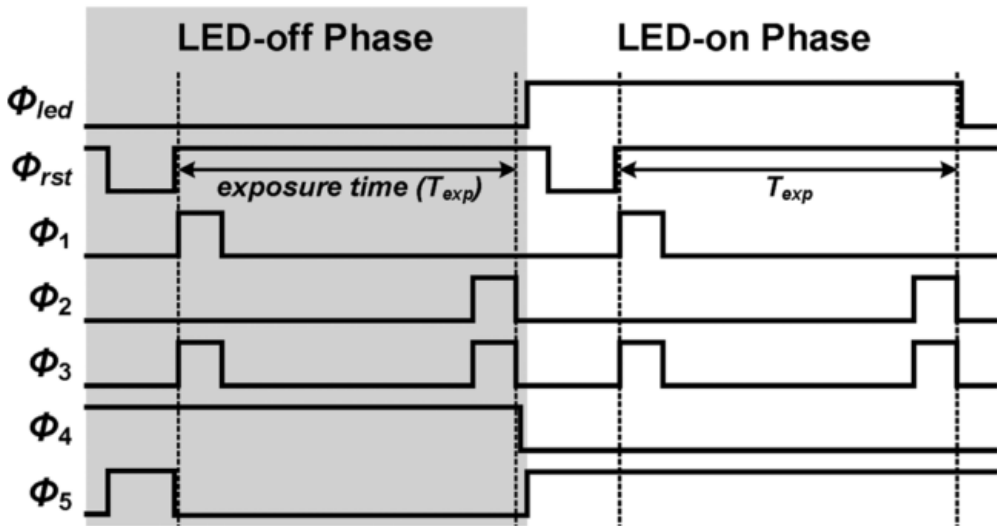 LED-off Phase LED-on Phase
Φled
Φrst
exposure time (Texp) Texp
Φ1
Φ2
Φ3
Φ4
Φ5